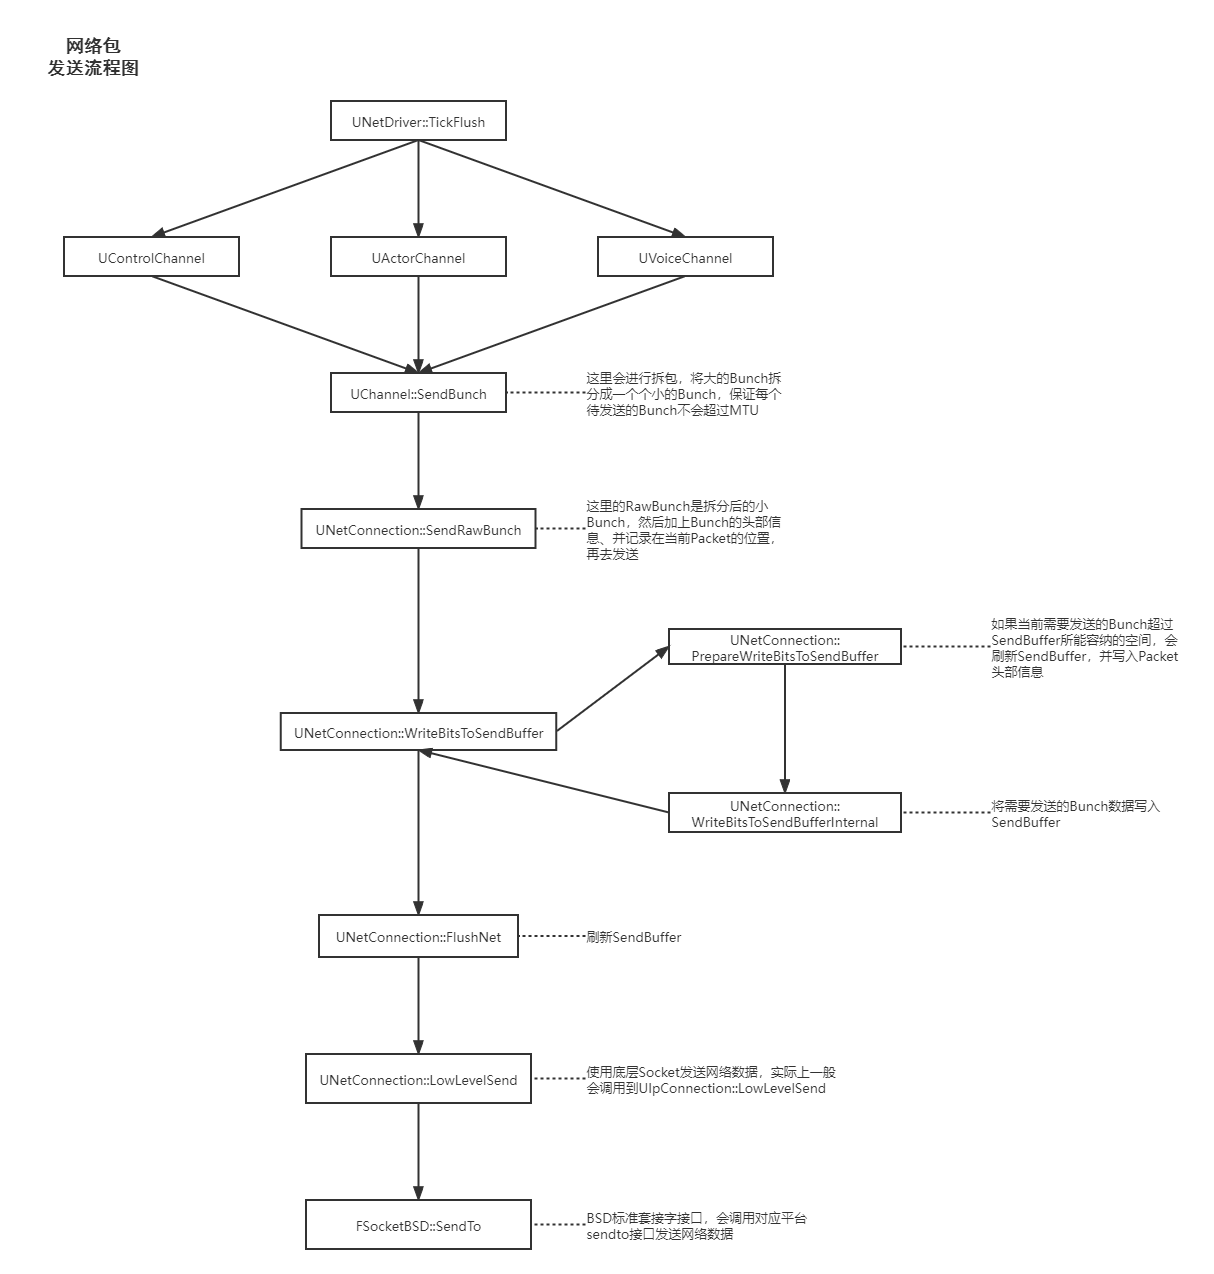 网络包
发送流程图
UNetDriver::TickFlush
UControlChannel
UActorChannel
UVoiceChannel
UChannel::SendBunch
这里会进行拆包，将大的Bunch拆
分成一个个小的Bunch，保证每个
待发送的Bunch不会超过MTU
UNetConnection::SendRawBunch
这里的RawBunch是拆分后的小
Bunch，然后加上Bunch的头部信
息、并记录在当前Packet的位置，
再去发送
UNetConnection::
PrepareWriteBitsToSendBuffer
如果当前需要发送的Bunch超过
SendBuffer所能容纳的空间，会
刷新SendBuffer，并写入Packet
头部信息
UNetConnection::WriteBitsToSendBuffer
UNetConnection::
WriteBitsToSendBufferInternal
将需要发送的Bunch数据写入
SendBuffer
UNetConnection::FlushNet
刷新SendBuffer
UNetConnection::LowLevelSend
使用底层Socket发送网络数据，实际上一般
会调用到UIpConnection::LowLevelSend
FSocketBSD::SendTo
BSD标准套接字接口，会调用对应平台
sendto接口发送网络数据